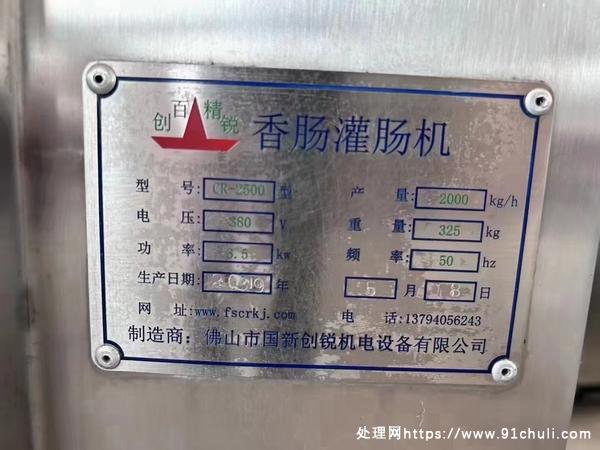 创百精锐 香肠灌肠机
型 号: CR-2500 型 产 量: 2000 kg/h
电 压: 380 V 重 量: 325 kg
功 率: 3.5 kw 频 率: 50 hz
生产日期: 2019 年 5 月 18 日
网 址:www.fscrkj.com 电 话:13794056243
制造商: 佛山市国新创锐机电设备有限公司
处理网https://www.91chuli.com